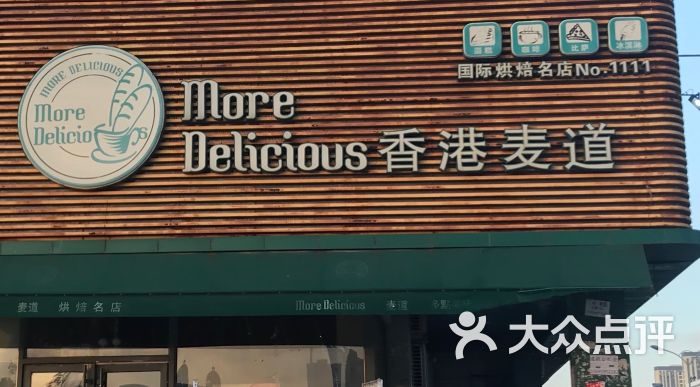 MORE DELICIOUS
More
Delicio
More
Delicious 香港麦道
蛋糕 咖啡 比萨 冰淇淋
国际烘焙名店No.1111
麦道 烘焙名店
More Delicious 麦道
大众点评